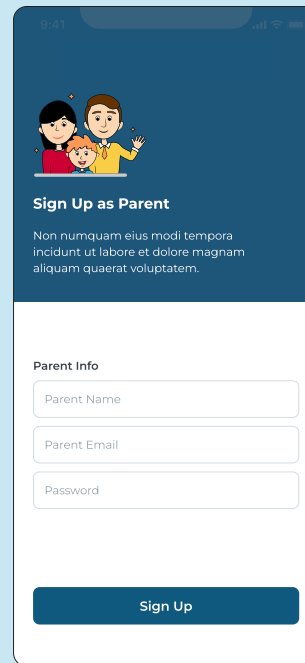 9:41
Sign Up as Parent
Non numquam eius modi tempora
incidunt ut labore et dolore magnam
aliquam quaerat voluptatem.
Parent Info
Parent Name
Parent Email
Password
Sign Up